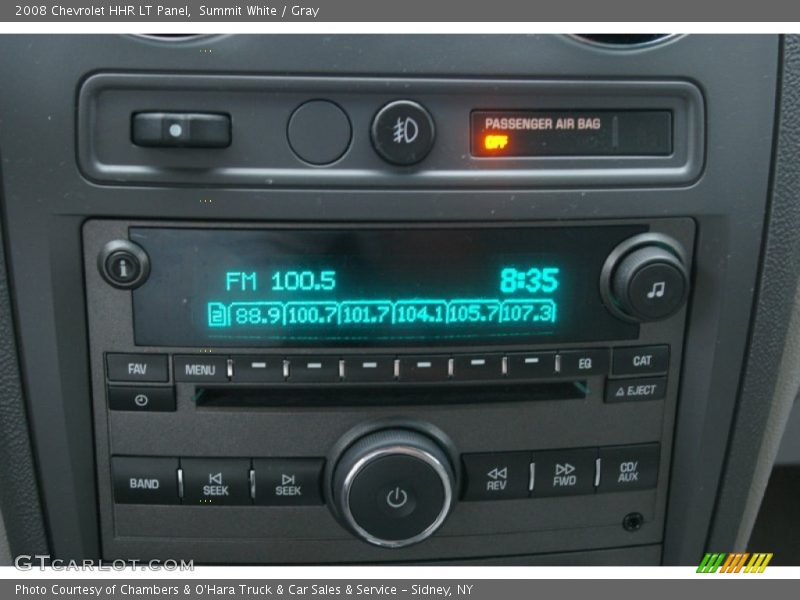 2008 Chevrolet HHR LT Panel,  Summit White / Gray
PASSENGER AIR BAG
OFF
i
FM 100.5 8:35
2 88.9 100.7 101.7 104.1 105.7 107.3
FAV MENU EQ CAT
EJECT
BAND SEEK SEEK REV FWD CD/AUX
GTcarlot.com
Photo Courtesy of Chambers & O'Hara Truck & Car Sales & Service - Sidney, NY